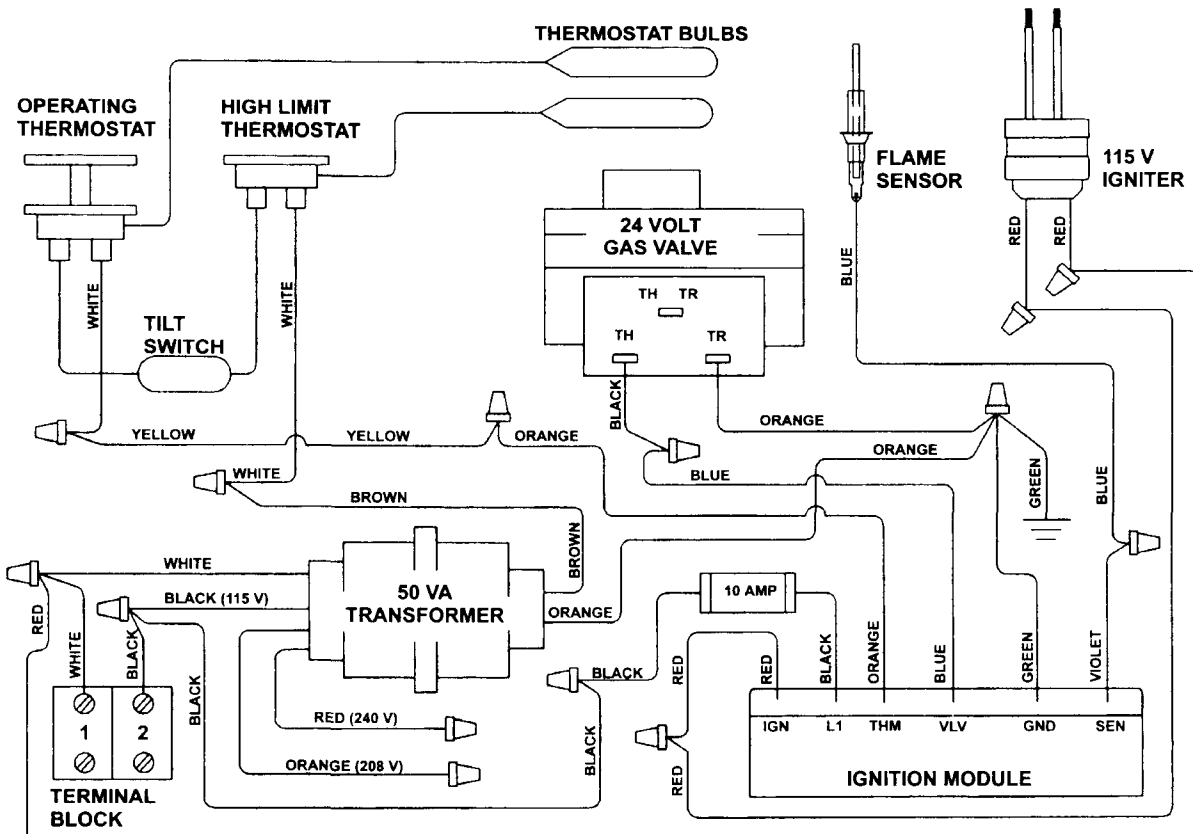 THERMOSTAT BULBS
OPERATING
THERMOSTAT
HIGH LIMIT
THERMOSTAT
FLAME
SENSOR
115 V
IGNITER
24 VOLT
GAS VALVE
TH TR
TH
TR
WHITE
WHITE
BLUE
RED
RED
TILT
SWITCH
BLACK
ORANGE
ORANGE
YELLOW
YELLOW
ORANGE
WHITE
BLUE
BROWN
GREEN
BLUE
BROWN
WHITE
BLACK (115 V)
50 VA
TRANSFORMER
ORANGE
10 AMP
RED
WHITE
BLACK
BLACK
BLACK
RED
RED
BLACK
ORANGE
BLUE
GREEN
VIOLET
1
2
RED (240 V)
ORANGE (208 V)
BLACK
RED
IGN
L1
THM
VLV
GND
SEN
IGNITION MODULE
TERMINAL
BLOCK